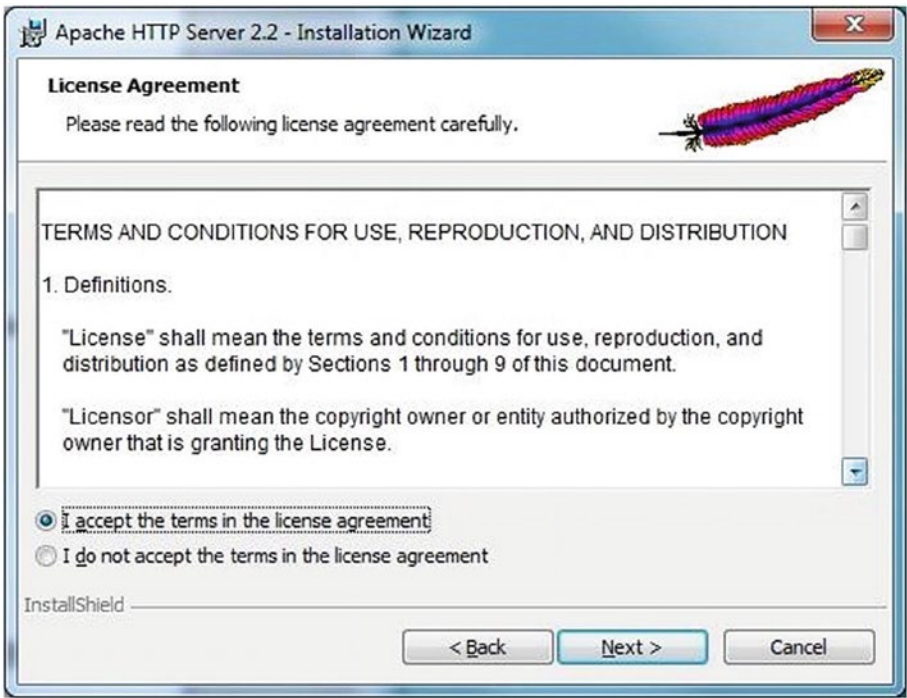 Apache HTTP Server 2.2 - Installation Wizard
License Agreement
Please read the following license agreement carefully.
TERMS AND CONDITIONS FOR USE, REPRODUCTION, AND DISTRIBUTION
1. Definitions.
"License" shall mean the terms and conditions for use, reproduction, and
distribution as defined by Sections 1 through 9 of this document.
"Licensor" shall mean the copyright owner or entity authorized by the copyright
owner that is granting the License.
I accept the terms in the license agreement
I do not accept the terms in the license agreement
InstallShield
< Back
Next >
Cancel